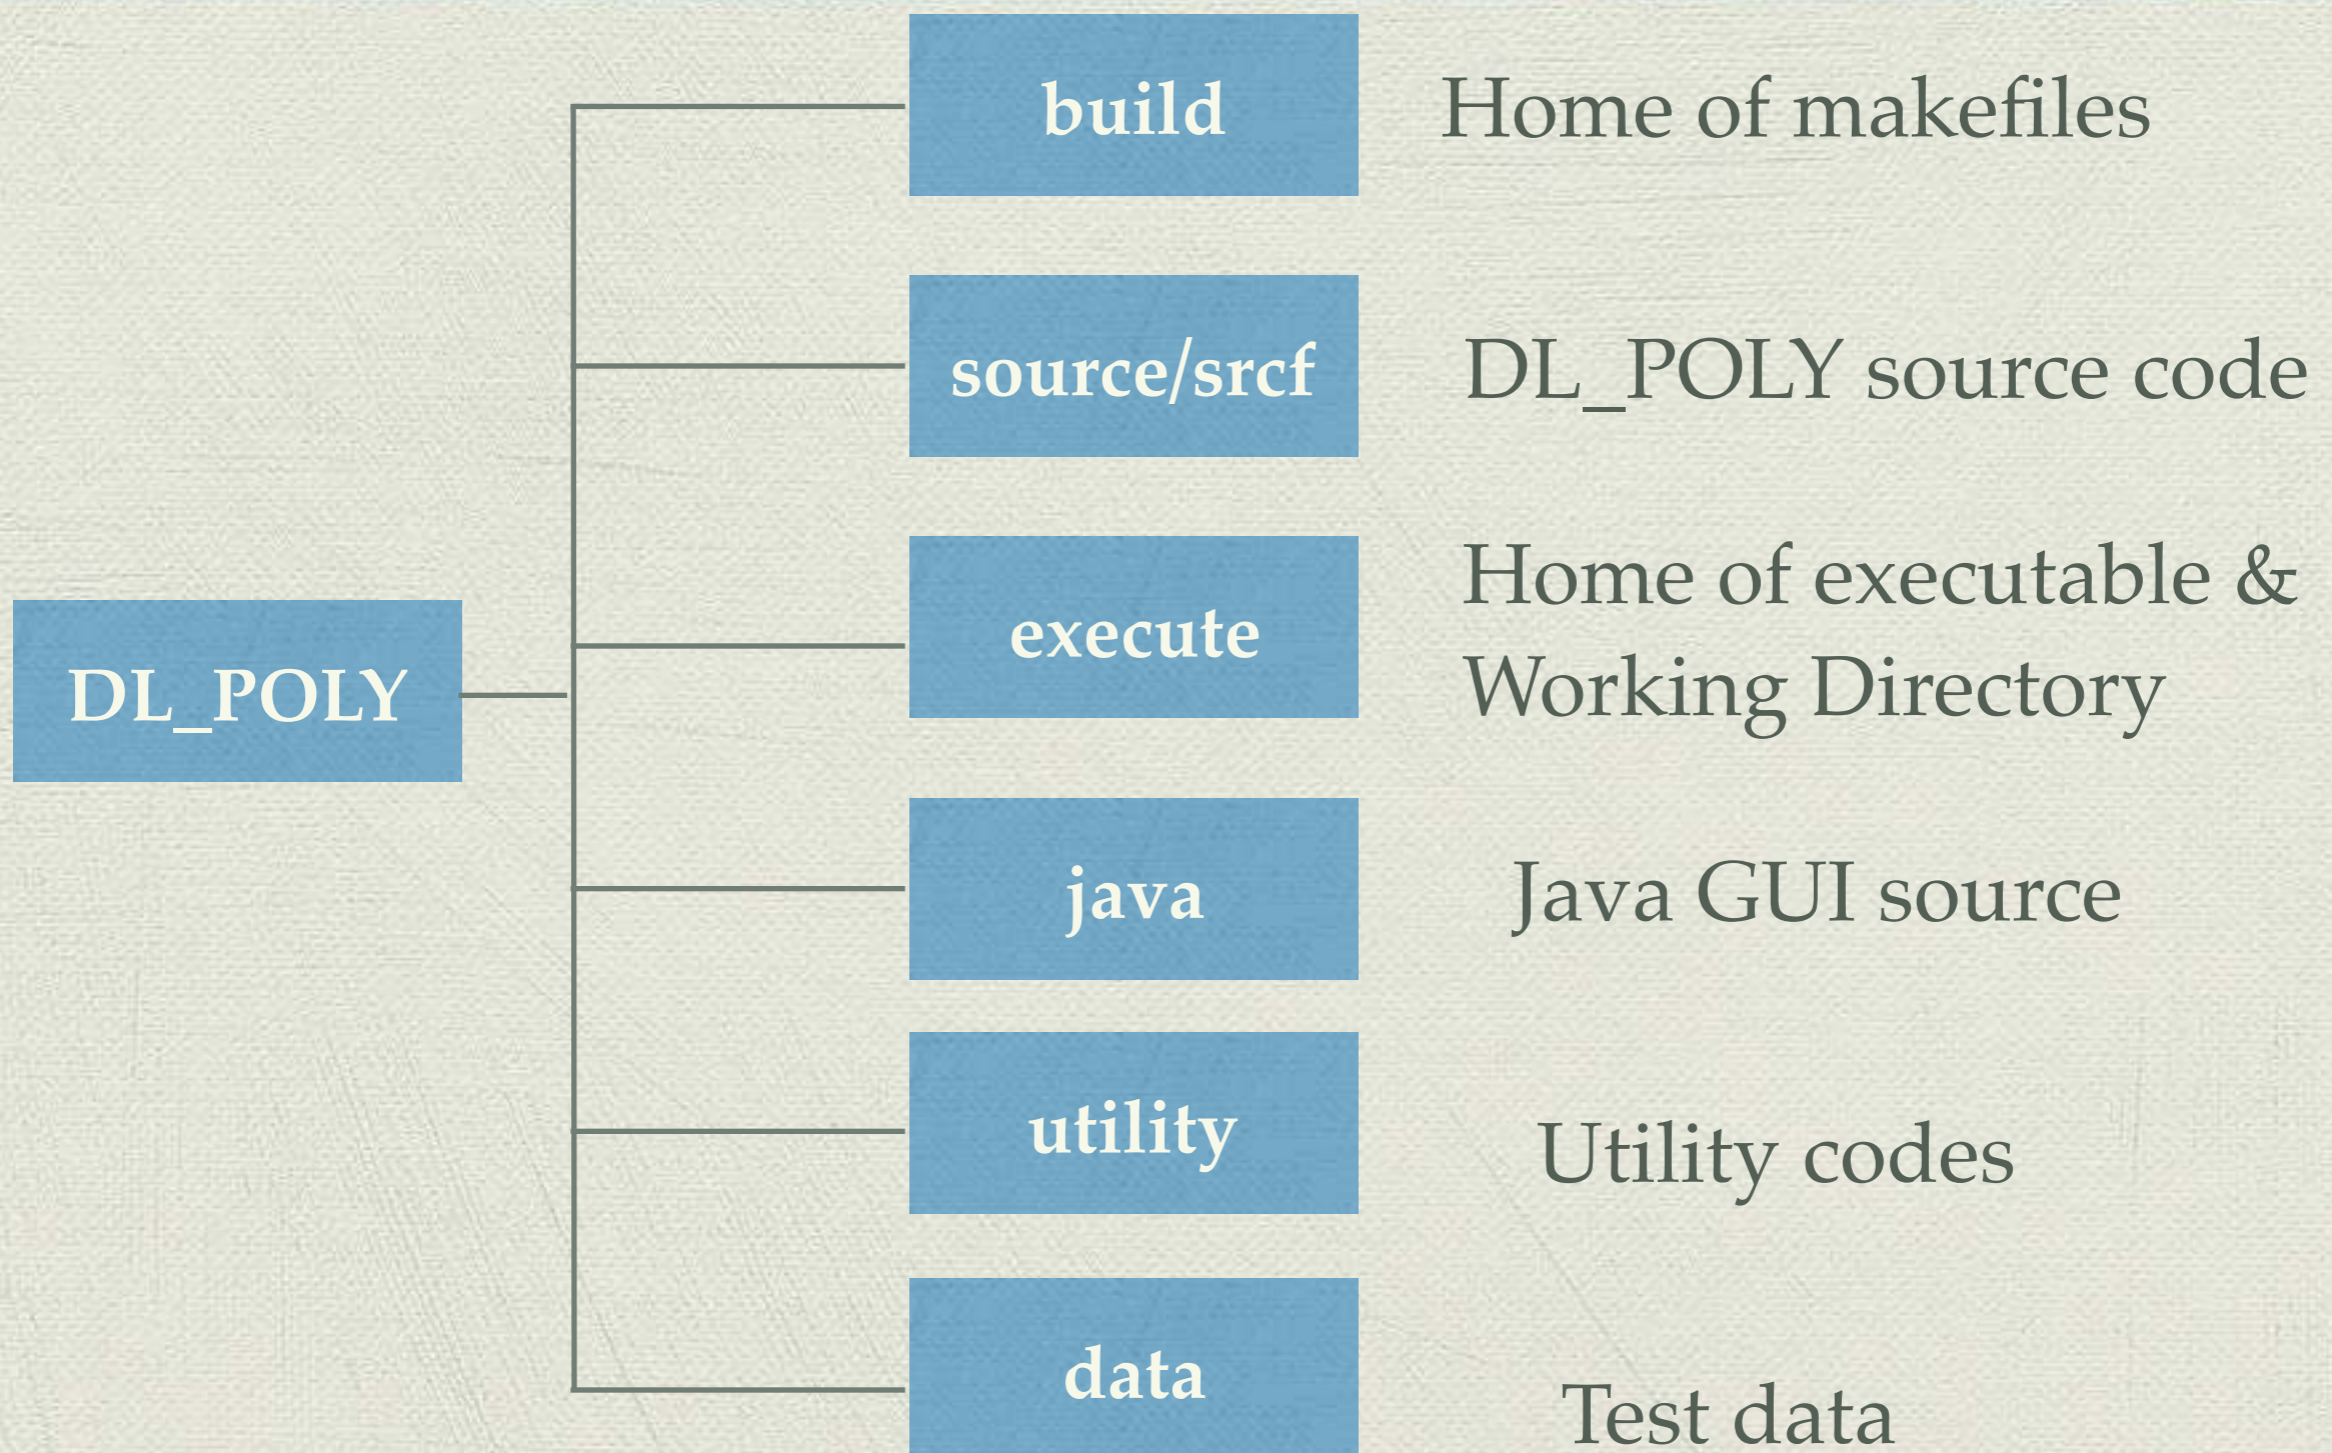 build
Home of makefiles
source/srcf
DL_POLY source code
execute
Home of executable &
Working Directory
DL_POLY
java
Java GUI source
utility
Utility codes
data
Test data